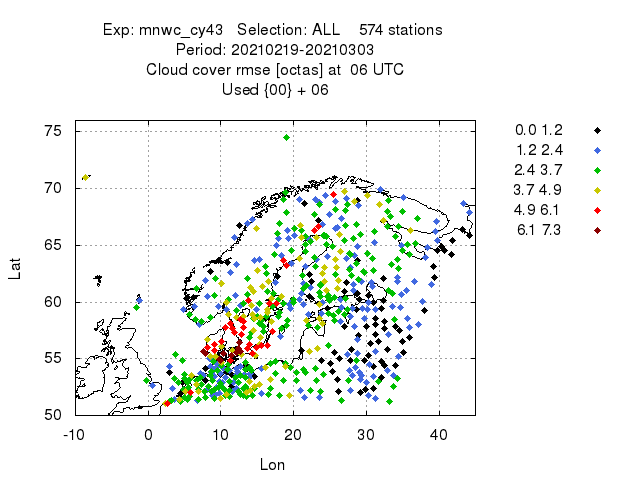 Exp: mnwc_cy43 Selection: ALL 574 stations
Period: 20210219-20210303
Cloud cover rmse [octas] at 06 UTC
Used {00} + 06
0.0 1.2
1.2 2.4
2.4 3.7
3.7 4.9
4.9 6.1
6.1 7.3
75
70
65
60
55
50
Lat
-10 0 10 20 30 40
Lon